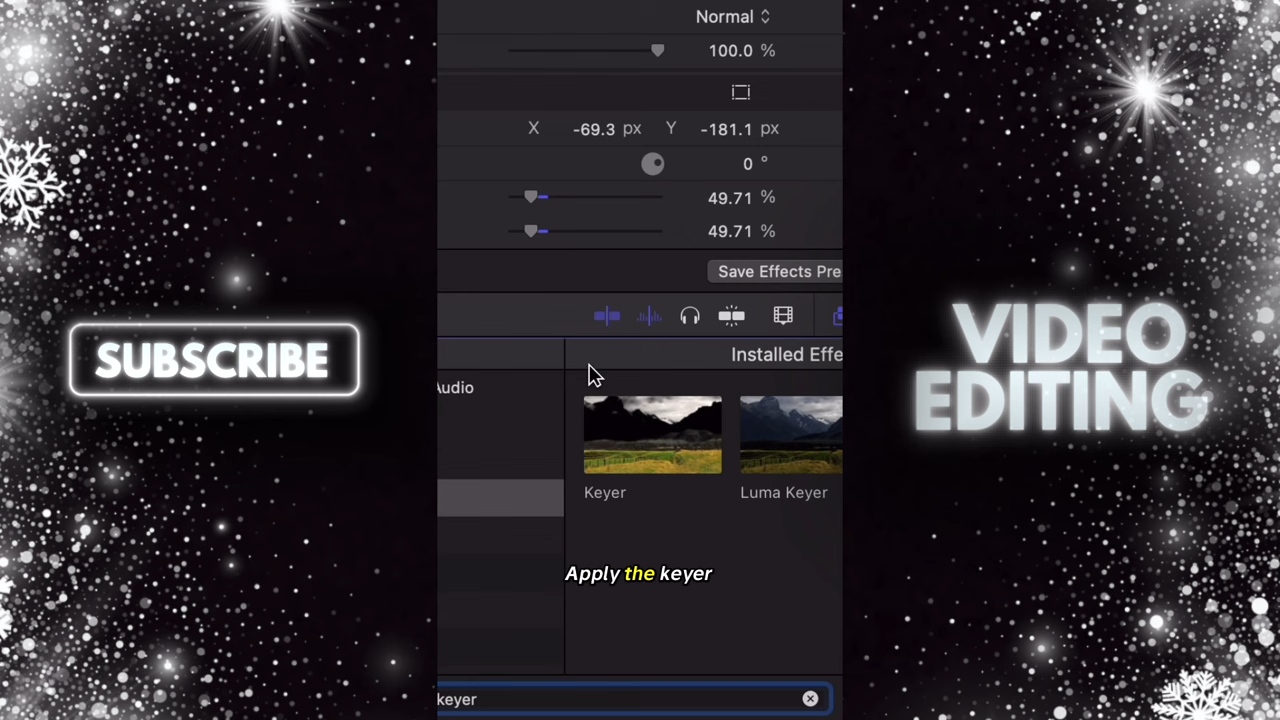 Normal
100.0 %
X -69.3 px Y -181.1 px
0 °
49.71 %
49.71 %
Save Effects Pre
Installed Effe
Audio
Keyer
Luma Keyer
Apply the keyer
keyer
SUBSCRIBE
VIDEO
EDITING